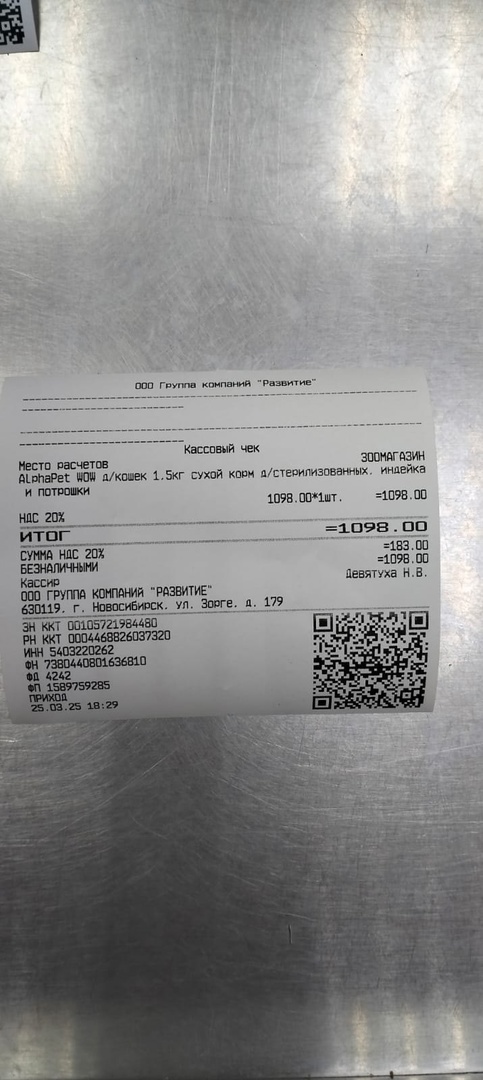 ООО Группа компаний "Развитие"
Кассовый чек
Место расчетов ЗООМАГАЗИН
AlphaPet WOW д/кошек 1.5кг сухой корм д/стерилизованных. индейка
и потрошки
1098.00*1шт. =1098.00
НДС 20%
ИТОГ =1098.00
СУММА НДС 20% =183.00
БЕЗНАЛИЧНЫМИ =1098.00
Кассир Девятуха Н.В.
ООО ГРУППА КОМПАНИЙ "РАЗВИТИЕ"
630119. г. Новосибирск. ул. Зорге. д. 179
ЗН ККТ 00105721984480
РН ККТ 0004468826037320
ИНН 5403220262
ФН 7380440801636810
ФД 4242
ФП 1589759285
ПРИХОД
25.03.25 18:29